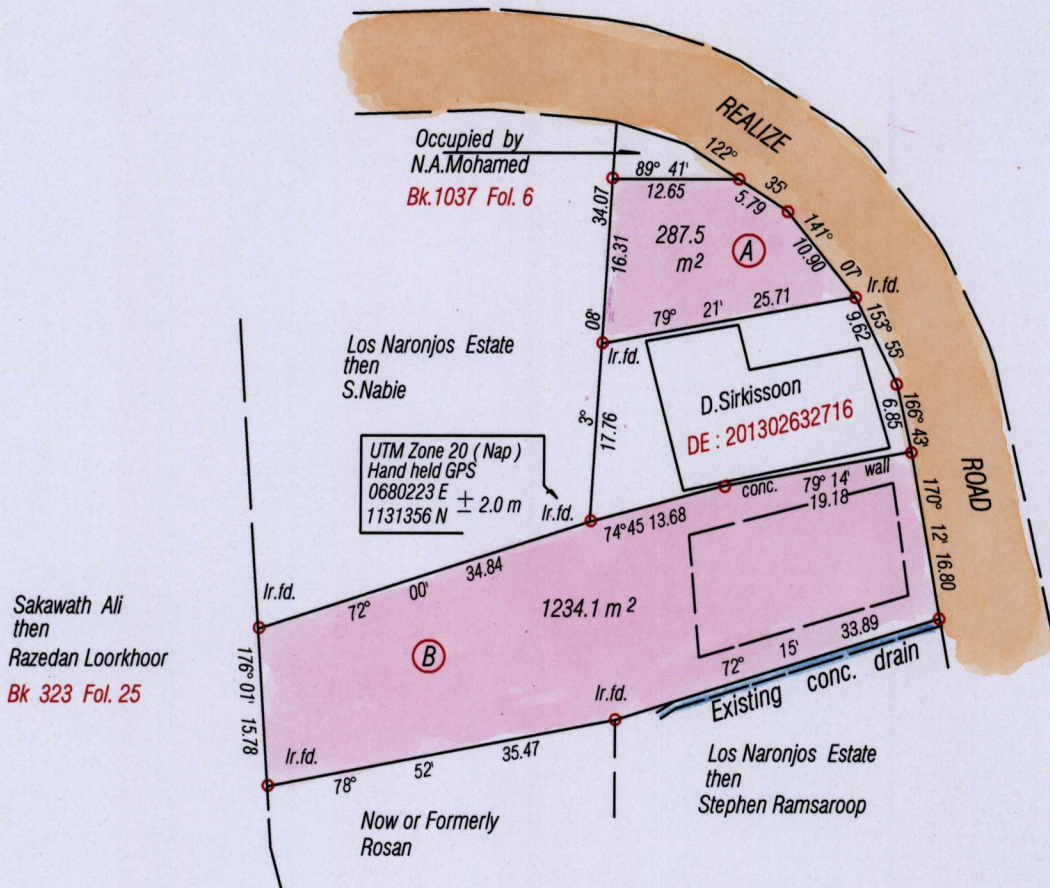 REALIZE
ROAD
Occupied by
N.A.Mohamed
Bk.1037 Fol. 6
89° 41'
12.65
122° 35'
5.79
34.07
16.31
287.5
m2
A
141° 07'
10.90
Ir.fd.
79° 21' 25.71
3° 08'
Ir.fd.
153° 55'
9.62
Los Naronjos Estate
then
S.Nabie
17.76
D.Sirkissoon
DE : 201302632716
166° 43'
6.85
UTM Zone 20 ( Nap )
Hand held GPS
0680223 E
1131356 N
± 2.0 m
Ir.fd.
conc. wall
74°45 13.68
79° 14'
19.18
170° 12' 16.80
Ir.fd.
72° 00' 34.84
1234.1 m 2
B
Sakawath Ali
then
Razedan Loorkhoor
Bk 323 Fol. 25
176° 01' 15.78
72° 15' 33.89
Existing conc. drain
Ir.fd.
Ir.fd.
78° 52' 35.47
Now or Formerly
Rosan
Los Naronjos Estate
then
Stephen Ramsaroop